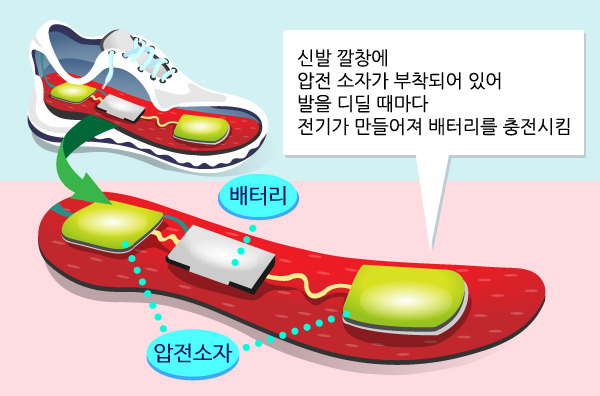 신발 깔창에
압전 소자가 부착되어 있어
발을 디딜 때마다
전기가 만들어져 배터리를 충전시킴
배터리
압전소자